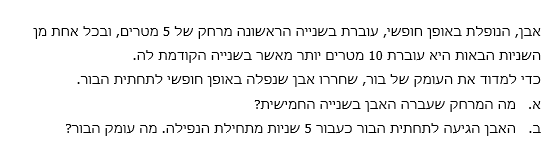 אבן, הנופלת באופן חופשי, עוברת בשנייה הראשונה מרחק של 5 מטרים, ובכל אחת מן
השניות הבאות היא עוברת 10 מטרים יותר מאשר בשנייה הקודמת לה.
כדי למדוד את העומק של בור, שחררו אבן שנפלה באופן חופשי לתחתית הבור.
א. מה המרחק שעברה האבן בשנייה החמישית?
ב. האבן הגיעה לתחתית הבור כעבור 5 שניות מתחילת הנפילה. מה עומק הבור?